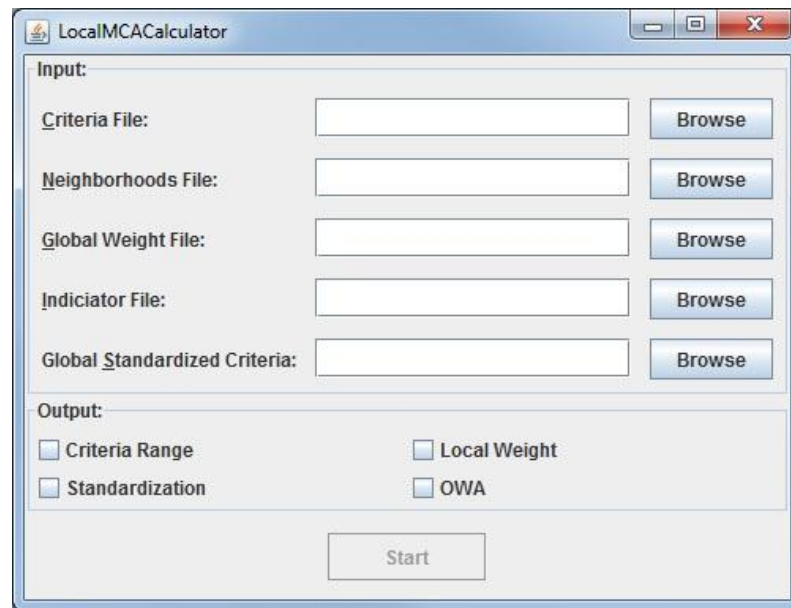 LocalMCACalculator
Input:
Criteria File: Browse
Neighborhoods File: Browse
Global Weight File: Browse
Indiciator File: Browse
Global Standardized Criteria: Browse
Output:
Criteria Range Local Weight
Standardization OWA
Start